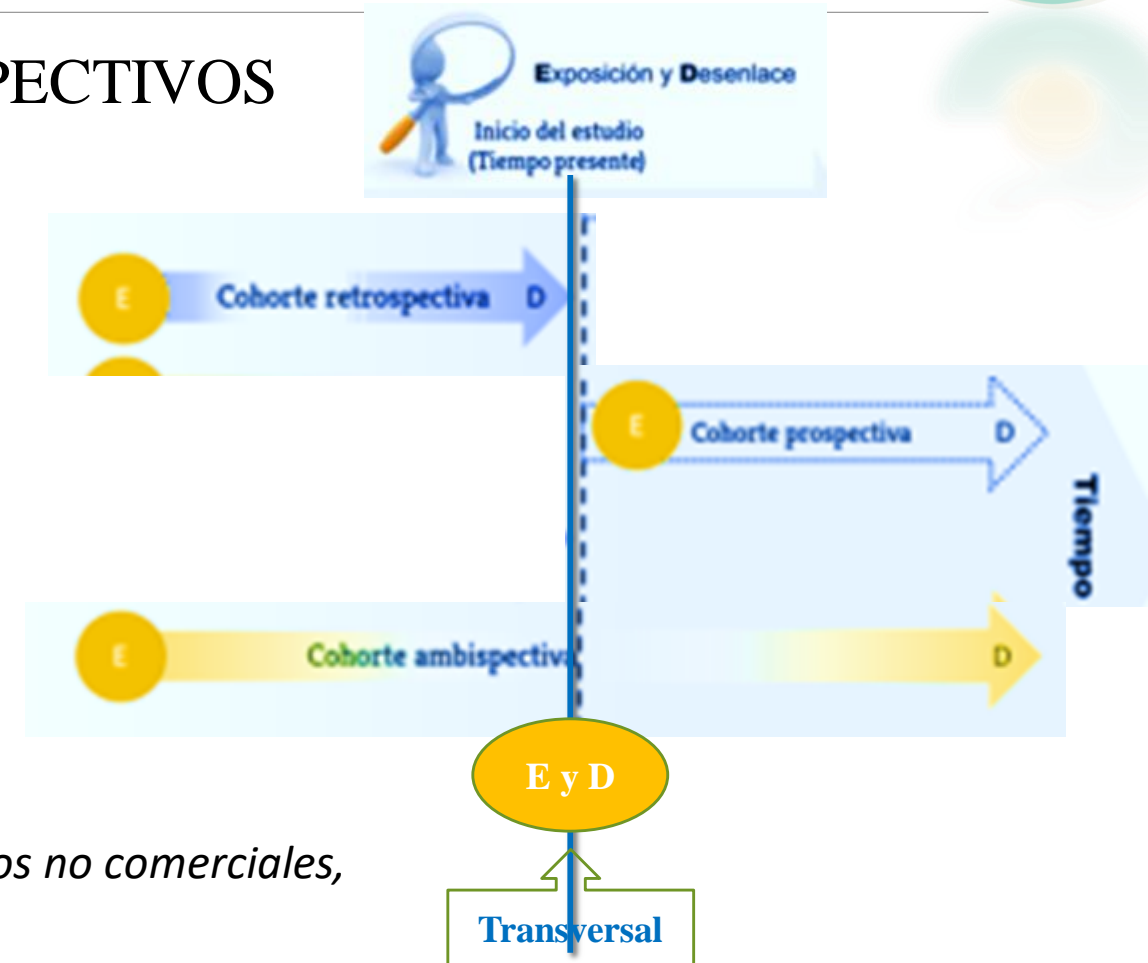 PECTIVOS
Exposición y Desenlace
Inicio del estudio
(Tiempo presente)
E
Cohorte retrospectiva
D
E
Cohorte prospectiva
D
Tiempo
E
Cohorte ambispectiva
D
E y D
os no comerciales,
Transversal